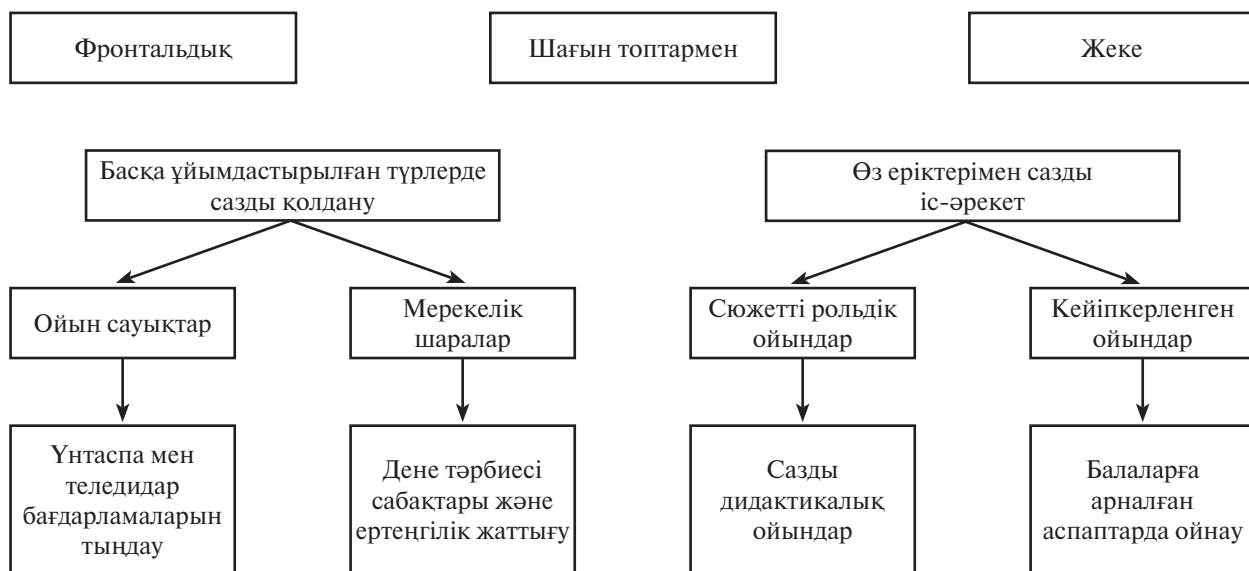 Фронтальдық
Шағын топтармен
Жеке
Басқа ұйымдастырылған түрлерде
сазды қолдану
Өз еріктерімен сазды
іс-әрекет
Ойын сауықтар
Мерекелік
шаралар
Сюжетті рольдік
ойындар
Кейіпкерленген
ойындар
Үнтаспа мен
теледидар
бағдарламаларын
тыңдау
Дене тәрбиесі
сабақтары және
ертеңгілік жаттығу
Сазды
дидактикалық
ойындар
Балаларға
арналған
аспаптарда ойнау